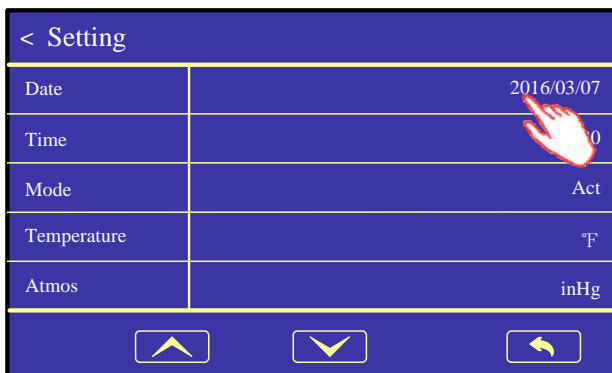 < Setting
Date 2016/03/07
Time
Mode Act
Temperature ℉
Atmos inHg